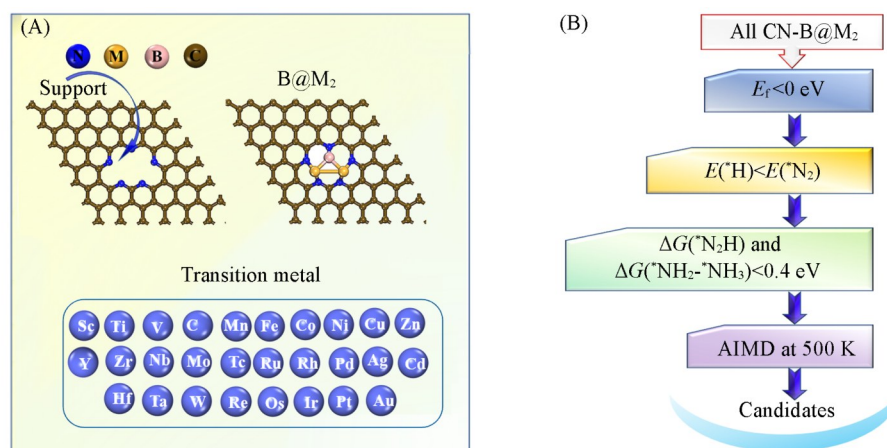 (A)
N M B C
Support
B@M₂
Transition metal
Sc Ti V C Mn Fe Co Ni Cu Zn
Y Zr Nb Mo Tc Ru Rh Pd Ag Cd
Hf Ta W Re Os Ir Pt Au
(B)
All CN-B@M₂
E_f<0 eV
E(*H)<E(*N₂)
ΔG(*N₂H) and
ΔG(*NH₂-*NH₃)<0.4 eV
AIMD at 500 K
Candidates